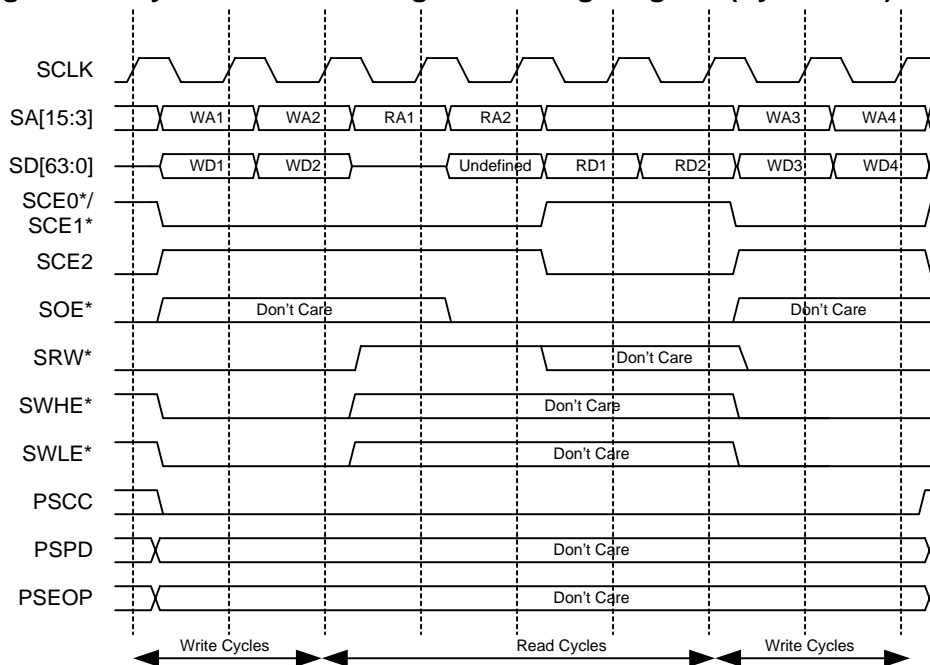 SCLK
SA[15:3] WA1 WA2 RA1 RA2 WA3 WA4
SD[63:0] WD1 WD2 Undefined RD1 RD2 WD3 WD4
SCE0*/
SCE1*
SCE2
SOE* Don't Care Don't Care
SRW* Don't Care
SWHE* Don't Care
SWLE* Don't Care
PSCC
PSPD Don't Care
PSEOP Don't Care
Write Cycles Read Cycles Write Cycles